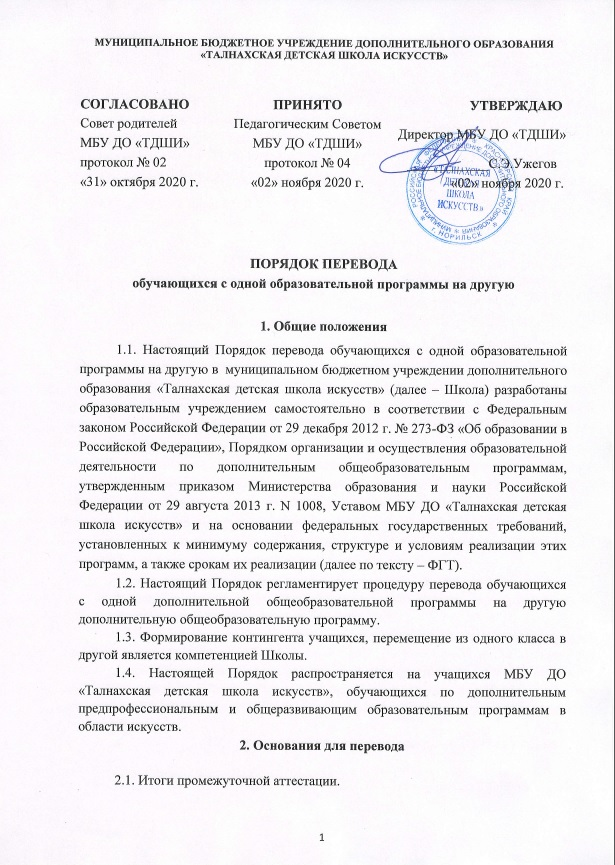 МУНИЦИПАЛЬНОЕ БЮДЖЕТНОЕ УЧРЕЖДЕНИЕ ДОПОЛНИТЕЛЬНОГО ОБРАЗОВАНИЯ
«ТАЛНАХСКАЯ ДЕТСКАЯ ШКОЛА ИСКУССТВ»
СОГЛАСОВАНО
Совет родителей
МБУ ДО «ТДШИ»
протокол № 02
«31» октября 2020 г.
ПРИНЯТО
Педагогическим Советом
МБУ ДО «ТДШИ»
протокол № 04
«02» ноября 2020 г.
УТВЕРЖДАЮ
Директор МБУ ДО «ТДШИ»
С.Э.Ужегов
«02» ноября 2020 г.
«ТАЛНАХСКАЯ
ДЕТСКАЯ
ШКОЛА
ИСКУССТВ»
г. НОРИЛЬСК
ПОРЯДОК ПЕРЕВОДА
обучающихся с одной образовательной программы на другую
1. Общие положения
1.1. Настоящий Порядок перевода обучающихся с одной образовательной
программы на другую в муниципальном бюджетном учреждении дополнительного
образования «Талнахская детская школа искусств» (далее – Школа) разработаны
образовательным учреждением самостоятельно в соответствии с Федеральным
законом Российской Федерации от 29 декабря 2012 г. № 273-ФЗ «Об образовании в
Российской Федерации», Порядком организации и осуществления образовательной
деятельности по дополнительным общеобразовательным программам,
утвержденным приказом Министерства образования и науки Российской
Федерации от 29 августа 2013 г. N 1008, Уставом МБУ ДО «Талнахская детская
школа искусств» и на основании федеральных государственных требований,
установленных к минимуму содержания, структуре и условиям реализации этих
программ, а также срокам их реализации (далее по тексту – ФГТ).
1.2. Настоящий Порядок регламентирует процедуру перевода обучающихся
с одной дополнительной общеобразовательной программы на другую
дополнительную общеобразовательную программу.
1.3. Формирование контингента учащихся, перемещение из одного класса в
другой является компетенцией Школы.
1.4. Настоящей Порядок распространяется на учащихся МБУ ДО
«Талнахская детская школа искусств», обучающихся по дополнительным
предпрофессиональным и общеразвивающим образовательным программам в
области искусств.
2. Основания для перевода
2.1. Итоги промежуточной аттестации.
1